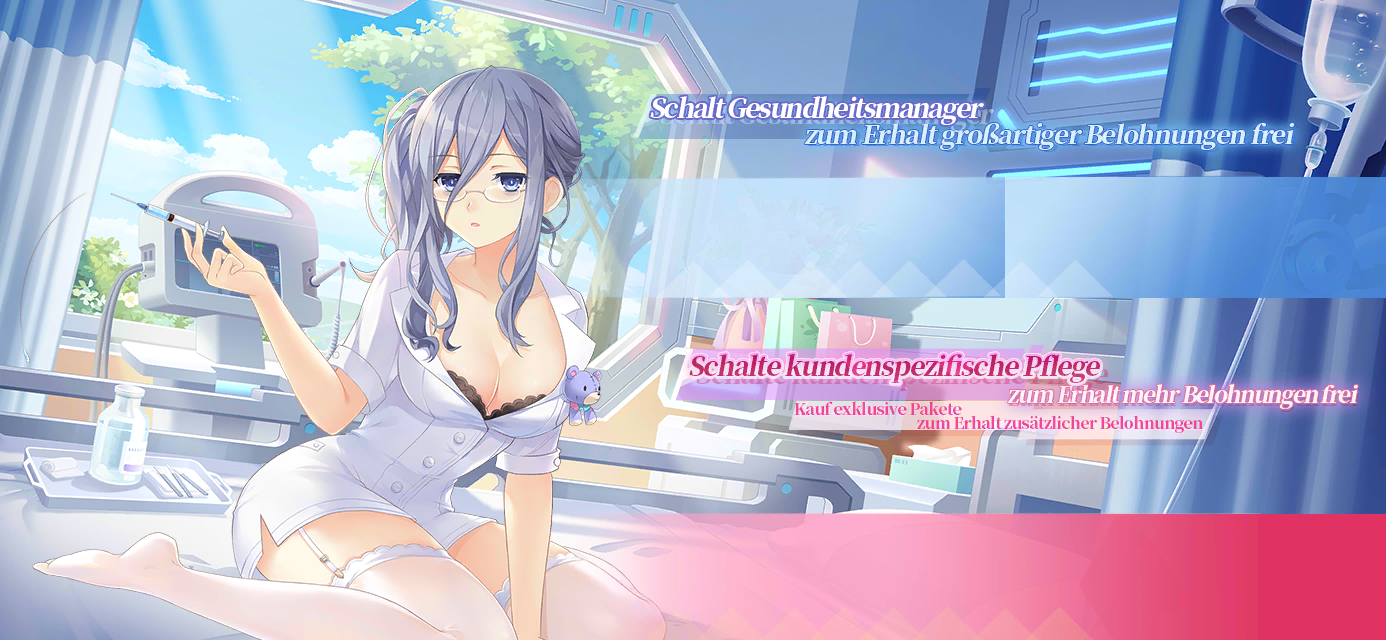 Schalt Gesundheitsmanager
zum Erhalt großartiger Belohnungen frei
Schalte kundenspezifische Pflege
zum Erhalt mehr Belohnungen frei
Kauf exklusive Pakete
zum Erhalt zusätzlicher Belohnungen